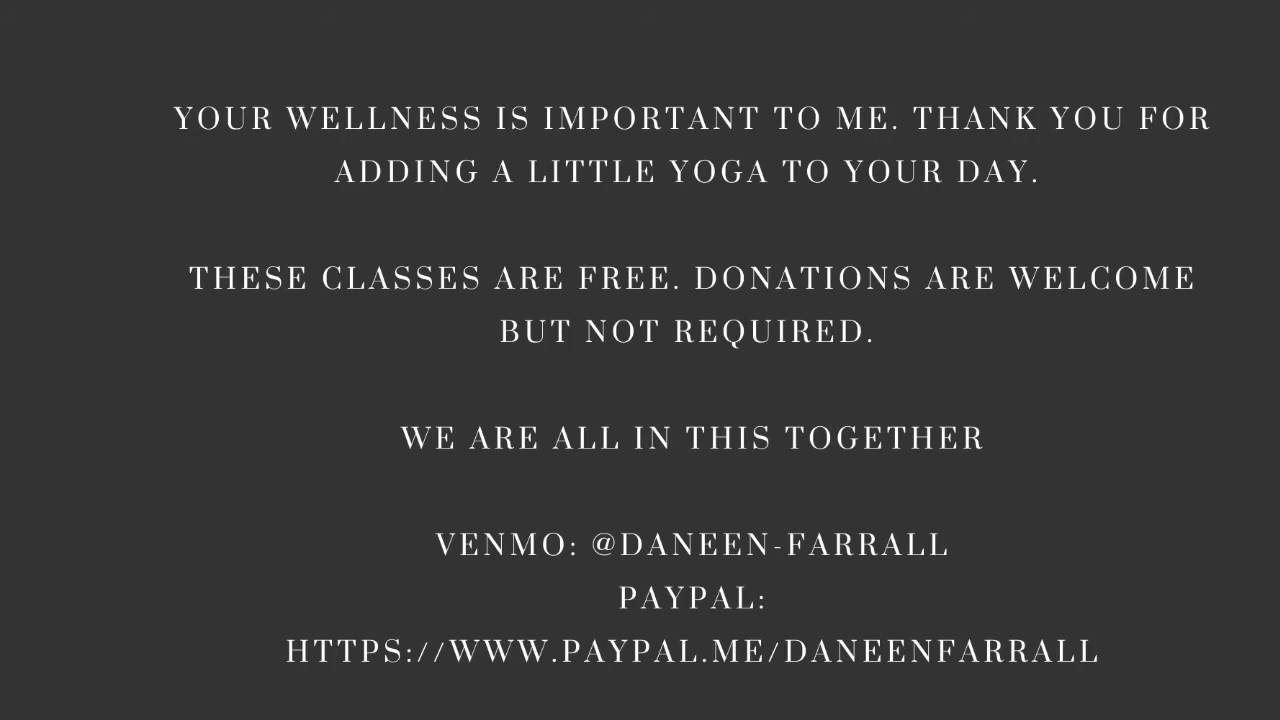 YOUR WELLNESS IS IMPORTANT TO ME. THANK YOU FOR
ADDING A LITTLE YOGA TO YOUR DAY.
THESE CLASSES ARE FREE. DONATIONS ARE WELCOME
BUT NOT REQUIRED.
WE ARE ALL IN THIS TOGETHER
VENMO: @DANEEN-FARRALL
PAYPAL:
HTTPS://WWW.PAYPAL.ME/DANEENFARRALL